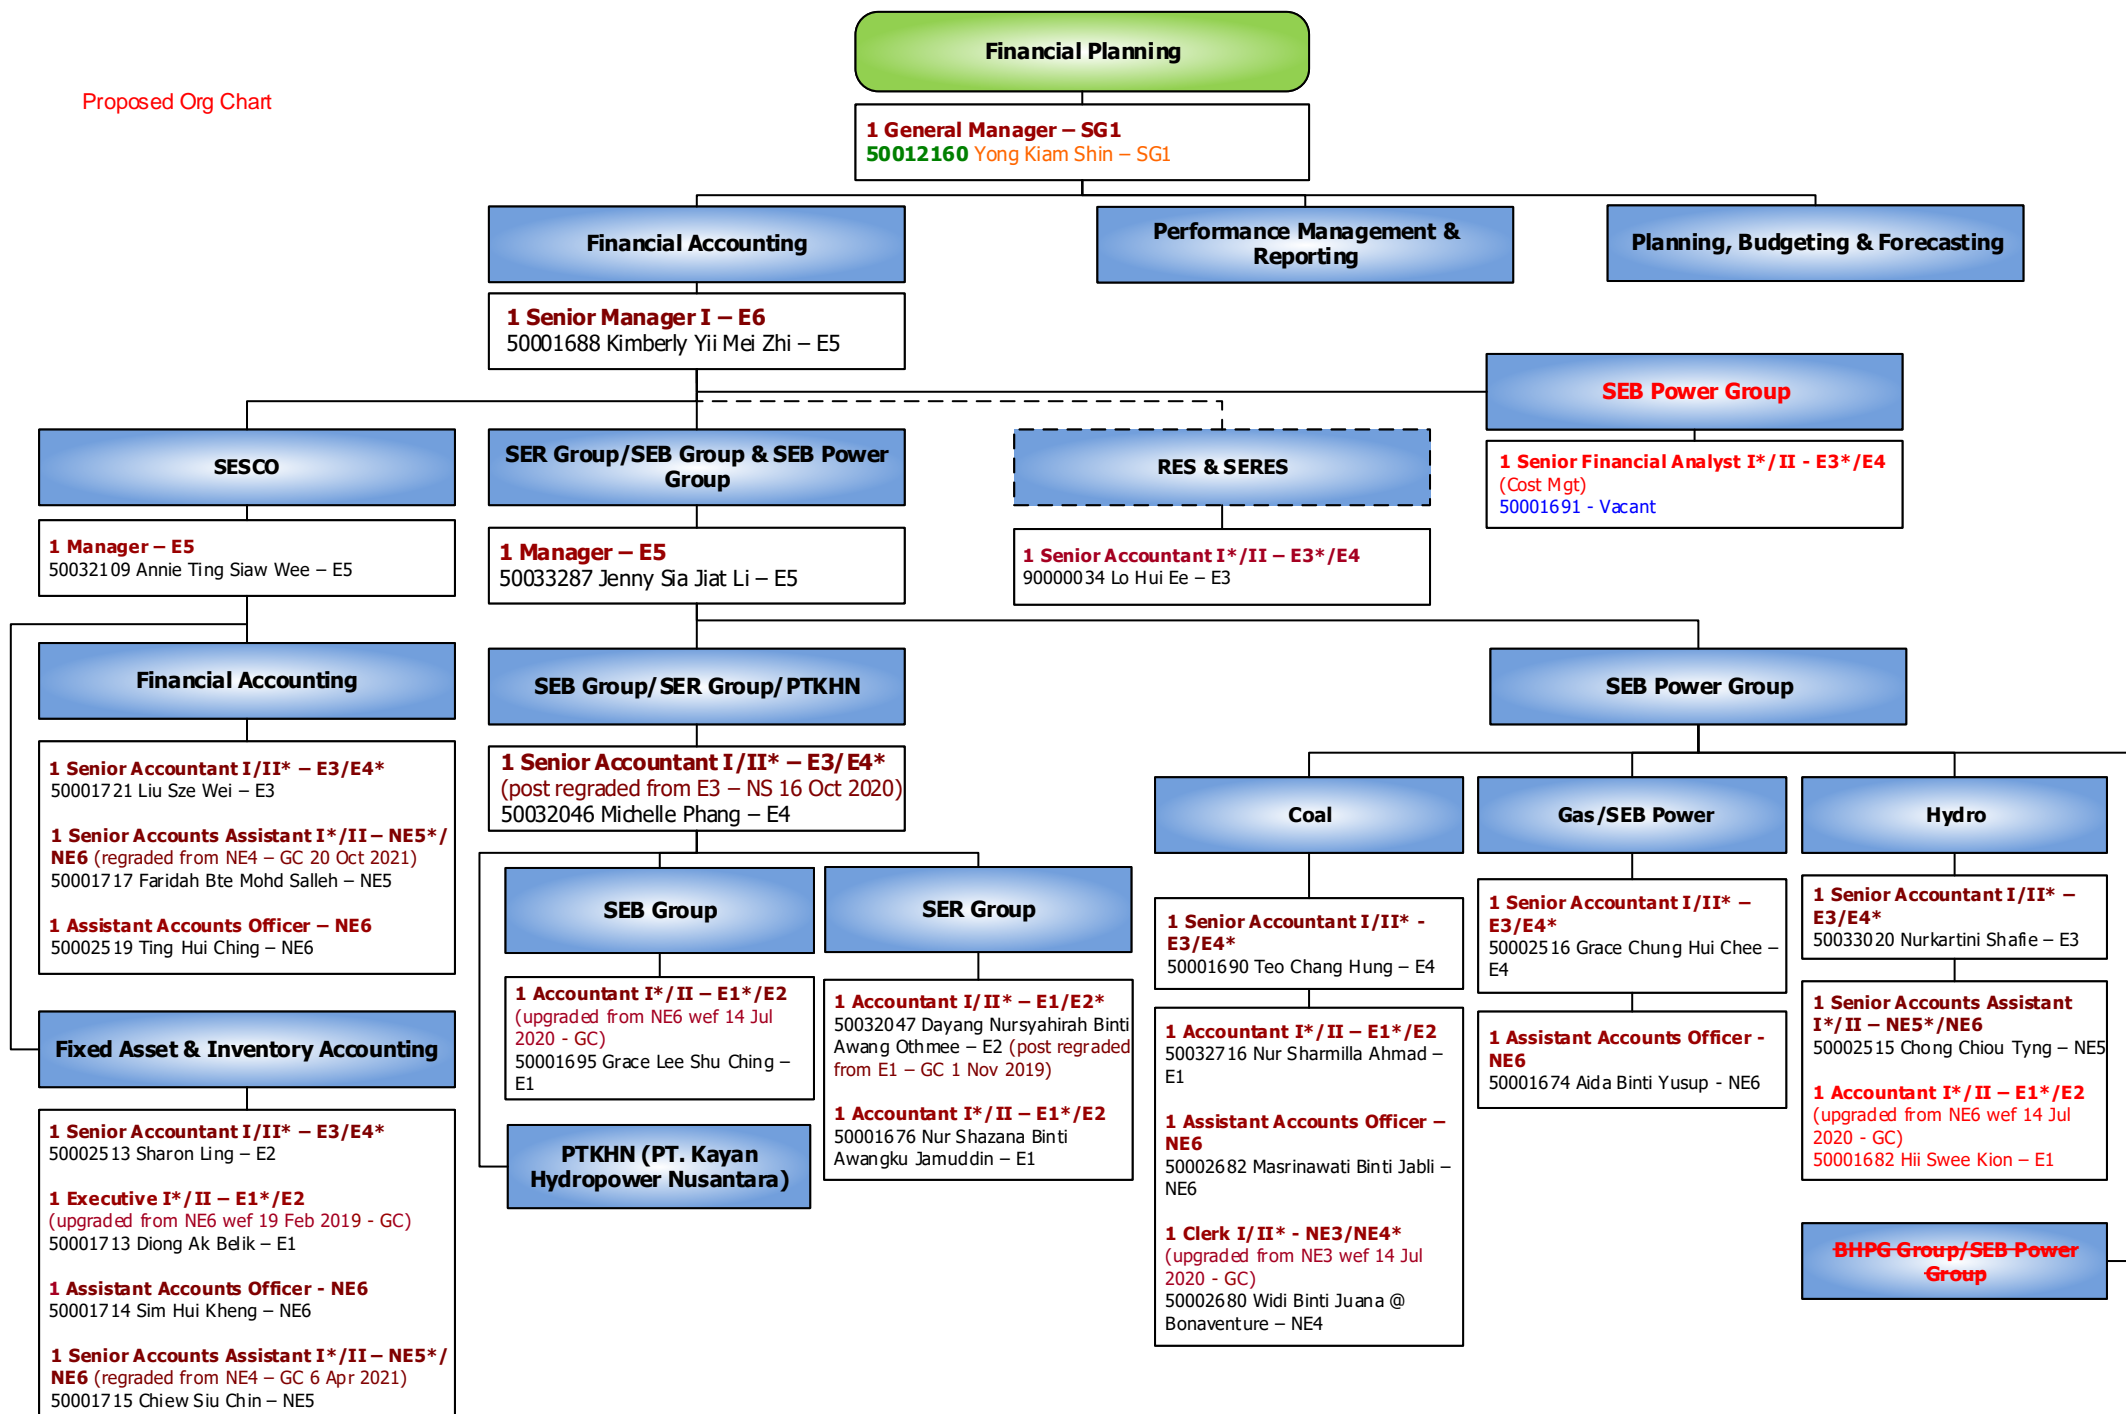 Proposed Org Chart
Financial Planning
1 General Manager – SG1
50012160 Yong Kiam Shin – SG1
Financial Accounting
Performance Management &
Reporting
Planning, Budgeting & Forecasting
1 Senior Manager I – E6
50001688 Kimberly Yii Mei Zhi – E5
SEB Power Group
1 Senior Financial Analyst I*/II - E3*/E4
(Cost Mgt)
50001691 - Vacant
SESCO
SER Group/SEB Group & SEB Power
Group
RES & SERES
1 Manager – E5
50032109 Annie Ting Siaw Wee – E5
1 Manager – E5
50033287 Jenny Sia Jiat Li – E5
1 Senior Accountant I*/II – E3*/E4
90000034 Lo Hui Ee – E3
Financial Accounting
SEB Group/SER Group/PTKHN
SEB Power Group
1 Senior Accountant I/II* – E3/E4*
50001721 Liu Sze Wei – E3
1 Senior Accounts Assistant I*/II – NE5*/
NE6 (regraded from NE4 – GC 20 Oct 2021)
50001717 Faridah Bte Mohd Salleh – NE5
1 Assistant Accounts Officer – NE6
50002519 Ting Hui Ching – NE6
1 Senior Accountant I/II* – E3/E4*
(post regraded from E3 – NS 16 Oct 2020)
50032046 Michelle Phang – E4
Coal
Gas/SEB Power
Hydro
SEB Group
SER Group
1 Senior Accountant I/II* -
E3/E4*
50001690 Teo Chang Hung – E4
1 Senior Accountant I/II* –
E3/E4*
50002516 Grace Chung Hui Chee –
E4
1 Senior Accountant I/II* –
E3/E4*
50033020 Nurkartini Shafie – E3
Fixed Asset & Inventory Accounting
1 Accountant I*/II – E1*/E2
(upgraded from NE6 wef 14 Jul
2020 - GC)
50001695 Grace Lee Shu Ching –
E1
1 Accountant I/II* – E1/E2*
50032047 Dayang Nursyahirah Binti
Awang Othmee – E2 (post regraded
from E1 – GC 1 Nov 2019)
1 Accountant I*/II – E1*/E2
50001676 Nur Shazana Binti
Awangku Jamuddin – E1
1 Accountant I*/II – E1*/E2
50032716 Nur Sharmilla Ahmad –
E1
1 Assistant Accounts Officer –
NE6
50002682 Masrinawati Binti Jabli –
NE6
1 Clerk I/II* - NE3/NE4*
(upgraded from NE3 wef 14 Jul
2020 - GC)
50002680 Widi Binti Juana @
Bonaventure – NE4
1 Assistant Accounts Officer -
NE6
50001674 Aida Binti Yusup - NE6
1 Senior Accounts Assistant
I*/II – NE5*/NE6
50002515 Chong Chiou Tyng – NE5
1 Accountant I*/II – E1*/E2
(upgraded from NE6 wef 14 Jul
2020 - GC)
50001682 Hii Swee Kion – E1
1 Senior Accountant I/II* – E3/E4*
50002513 Sharon Ling – E2
1 Executive I*/II – E1*/E2
(upgraded from NE6 wef 19 Feb 2019 - GC)
50001713 Diong Ak Belik – E1
1 Assistant Accounts Officer - NE6
50001714 Sim Hui Kheng – NE6
1 Senior Accounts Assistant I*/II – NE5*/
NE6 (regraded from NE4 – GC 6 Apr 2021)
50001715 Chiew Siu Chin – NE5
PTKHN (PT. Kayan
Hydropower Nusantara)
BHPG Group/SEB Power
Group